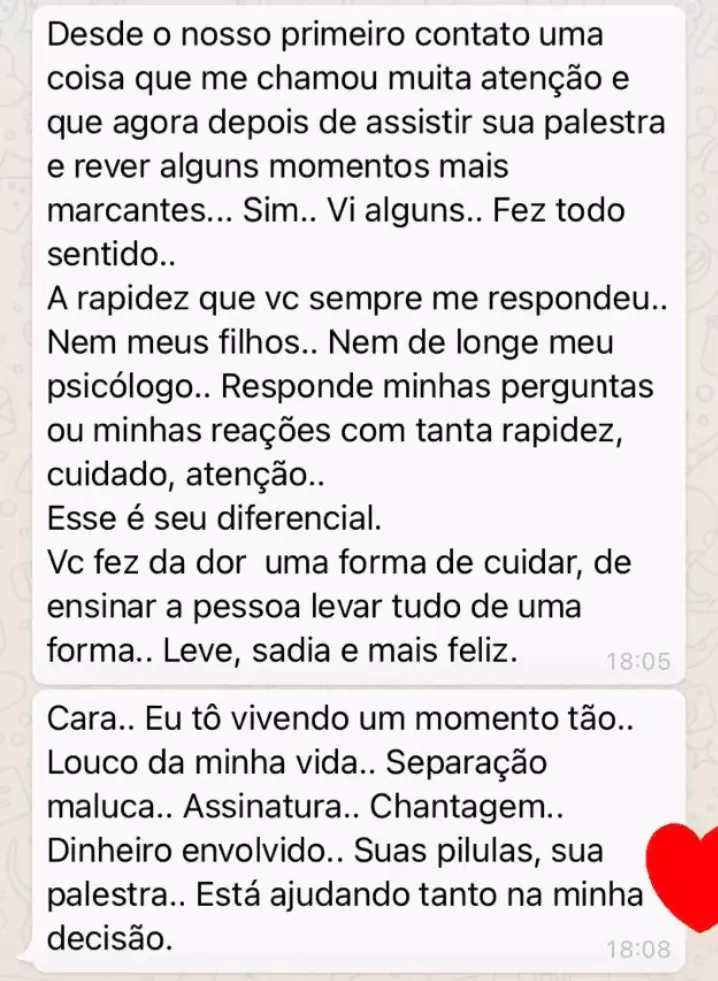 Desde o nosso primeiro contato uma
coisa que me chamou muita atenção e
que agora depois de assistir sua palestra
e rever alguns momentos mais
marcantes... Sim.. Vi alguns.. Fez todo
sentido..
A rapidez que vc sempre me respondeu..
Nem meus filhos.. Nem de longe meu
psicólogo.. Responde minhas perguntas
ou minhas reações com tanta rapidez,
cuidado, atenção..
Esse é seu diferencial.
Vc fez da dor  uma forma de cuidar, de
ensinar a pessoa levar tudo de uma
forma.. Leve, sadia e mais feliz.
18:05
Cara.. Eu tô vivendo um momento tão..
Louco da minha vida.. Separação
maluca.. Assinatura.. Chantagem..
Dinheiro envolvido.. Suas pilulas, sua
palestra.. Está ajudando tanto na minha
decisão.
18:08